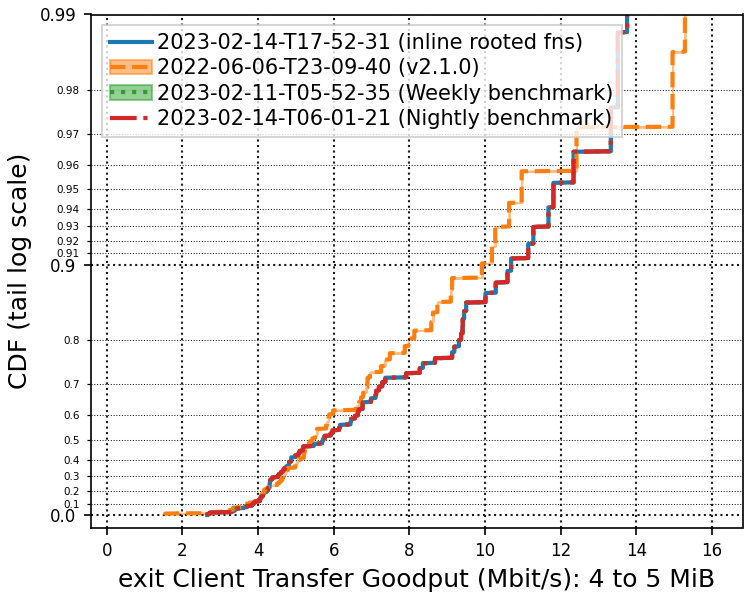 0.99
2023-02-14-T17-52-31 (inline rooted fns)
2022-06-06-T23-09-40 (v2.1.0)
2023-02-11-T05-52-35 (Weekly benchmark)
2023-02-14-T06-01-21 (Nightly benchmark)
0.98
0.97
0.96
0.95
0.94
0.93
0.92
0.91
0.9
0.8
0.7
0.6
0.5
0.4
0.3
0.2
0.1
0.0
CDF (tail log scale)
0 2 4 6 8 10 12 14 16
exit Client Transfer Goodput (Mbit/s): 4 to 5 MiB